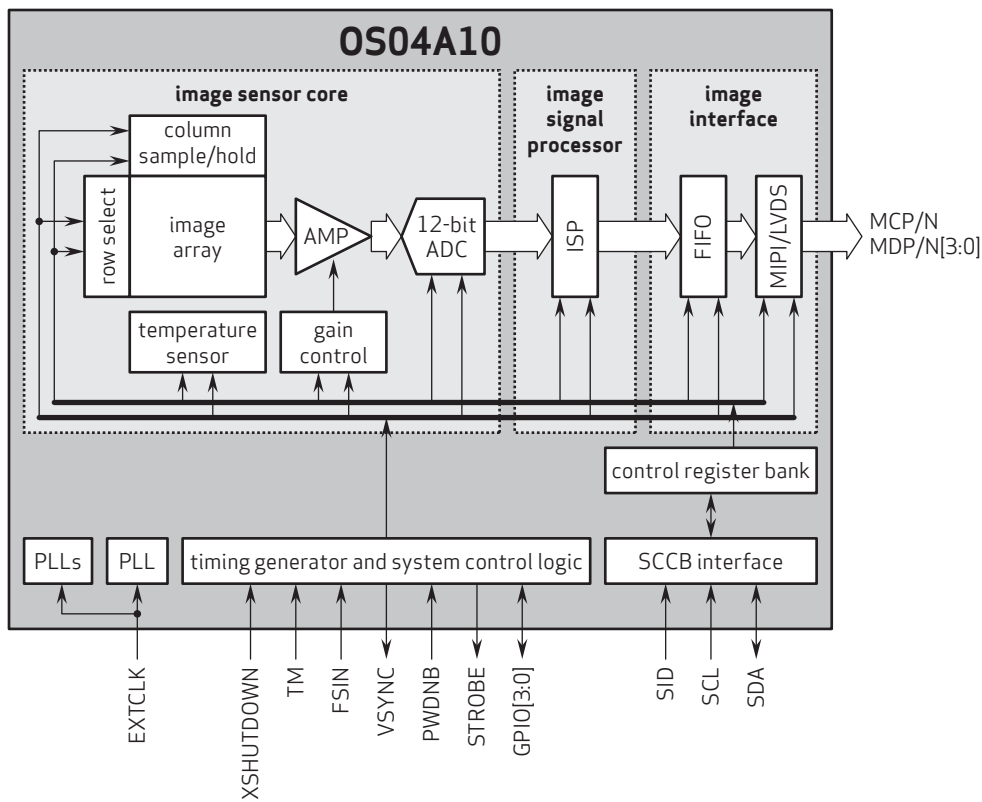 OS04A10
image sensor core
image
signal
processor
image
interface
column
sample/hold
row select
image
array
AMP
12-bit
ADC
ISP
FIFO
MIPI/LVDS
MCP/N
MDP/N[3:0]
temperature
sensor
gain
control
control register bank
PLLs
PLL
timing generator and system control logic
SCCB interface
EXTCLK
XSHUTDOWN
TM
FSIN
VSYNC
PWDNB
STROBE
GPIO[3:0]
SID
SCL
SDA